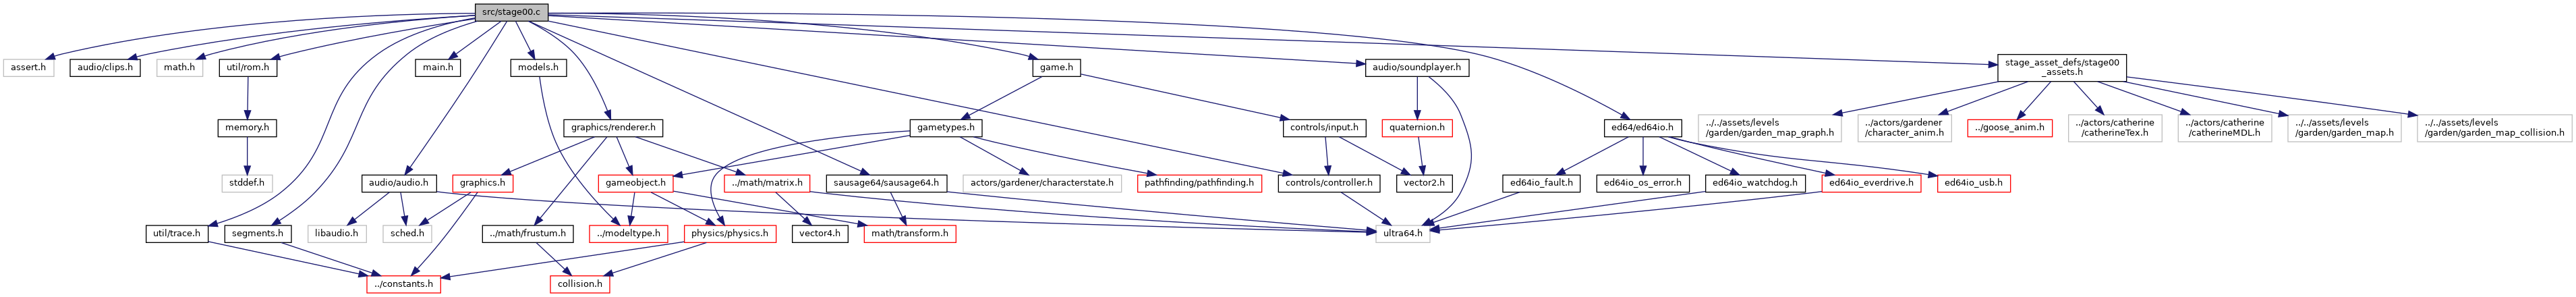 src/stage00.c
assert.h
audio/clips.h
math.h
util/rom.h
main.h
models.h
game.h
audio/soundplayer.h
stage_asset_defs/stage00
_assets.h
memory.h
graphics/renderer.h
gametypes.h
controls/input.h
quaternion.h
ed64/ed64io.h
../../assets/levels
/garden/garden_map_graph.h
../actors/gardener
/character_anim.h
../goose_anim.h
../actors/catherine
/catherineTex.h
../actors/catherine
/catherineMDL.h
../../assets/levels
/garden/garden_map.h
../../assets/levels
/garden/garden_map_collision.h
stddef.h
audio/audio.h
graphics.h
gameobject.h
../math/matrix.h
sausage64/sausage64.h
actors/gardener/characterstate.h
pathfinding/pathfinding.h
controls/controller.h
vector2.h
ed64io_fault.h
ed64io_os_error.h
ed64io_watchdog.h
ed64io_everdrive.h
ed64io_usb.h
util/trace.h
segments.h
libaudio.h
sched.h
../math/frustum.h
../modeltype.h
physics/physics.h
vector4.h
math/transform.h
ultra64.h
../constants.h
collision.h